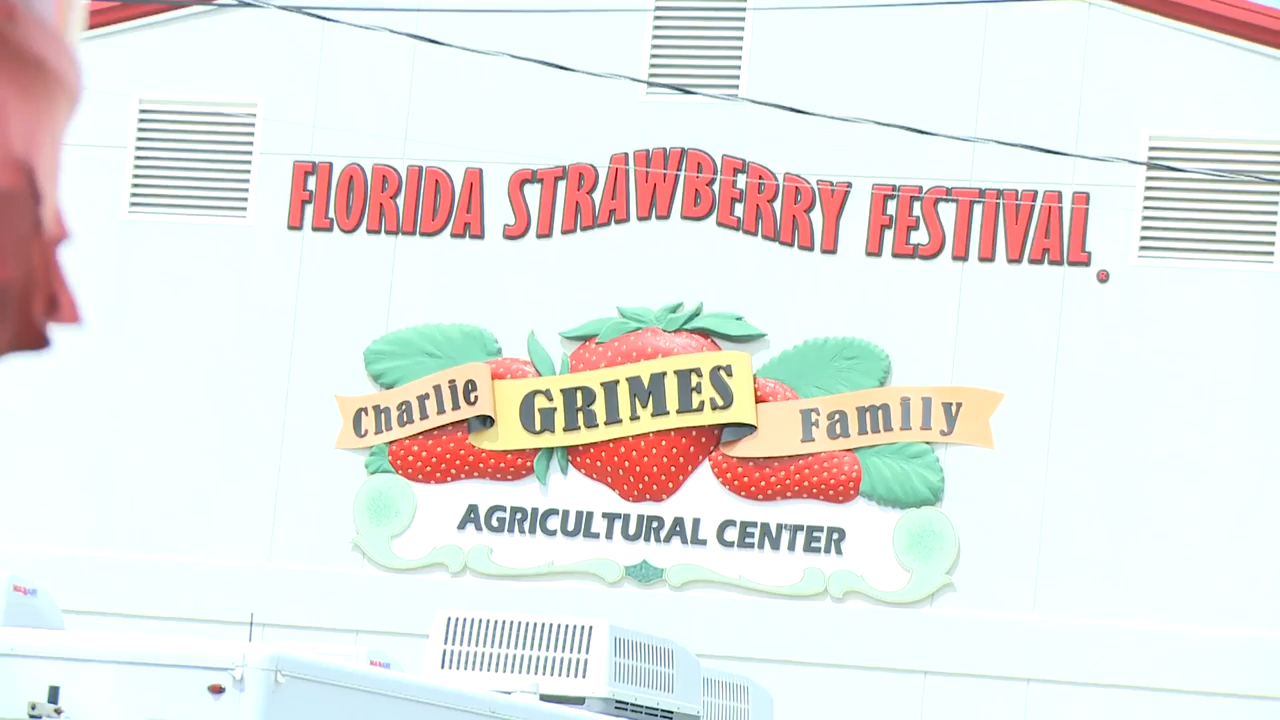 FLORIDA STRAWBERRY FESTIVAL®
Charlie GRIMES Family
AGRICULTURAL CENTER